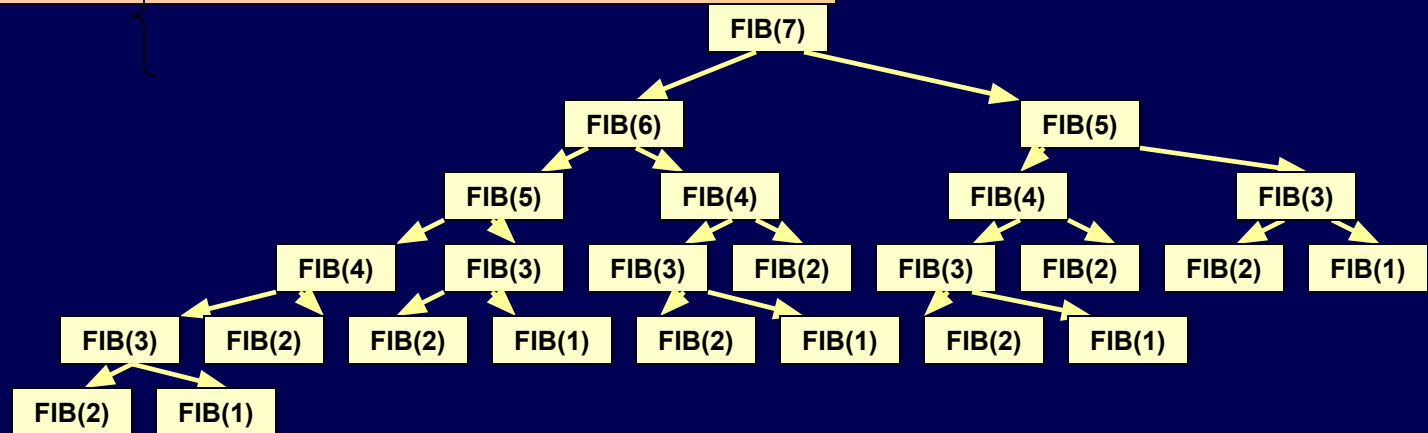 FIB(7)
FIB(6) FIB(5)
FIB(5) FIB(4) FIB(4) FIB(3)
FIB(4) FIB(3) FIB(3) FIB(2) FIB(3) FIB(2) FIB(2) FIB(1)
FIB(3) FIB(2) FIB(2) FIB(1) FIB(2) FIB(1) FIB(2) FIB(1)
FIB(2) FIB(1)